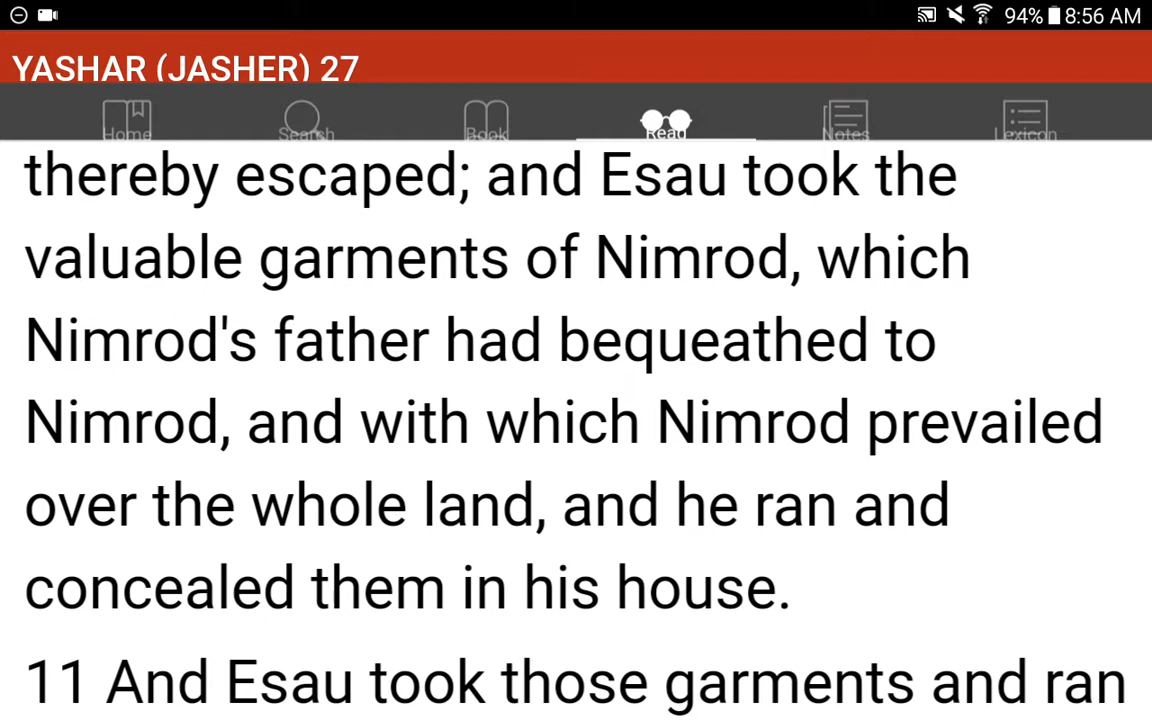 94% 8:56 AM
YASHAR (JASHER) 27
Home Search Book Read Notes Lexicon
thereby escaped; and Esau took the
valuable garments of Nimrod, which
Nimrod's father had bequeathed to
Nimrod, and with which Nimrod prevailed
over the whole land, and he ran and
concealed them in his house.
11 And Esau took those garments and ran